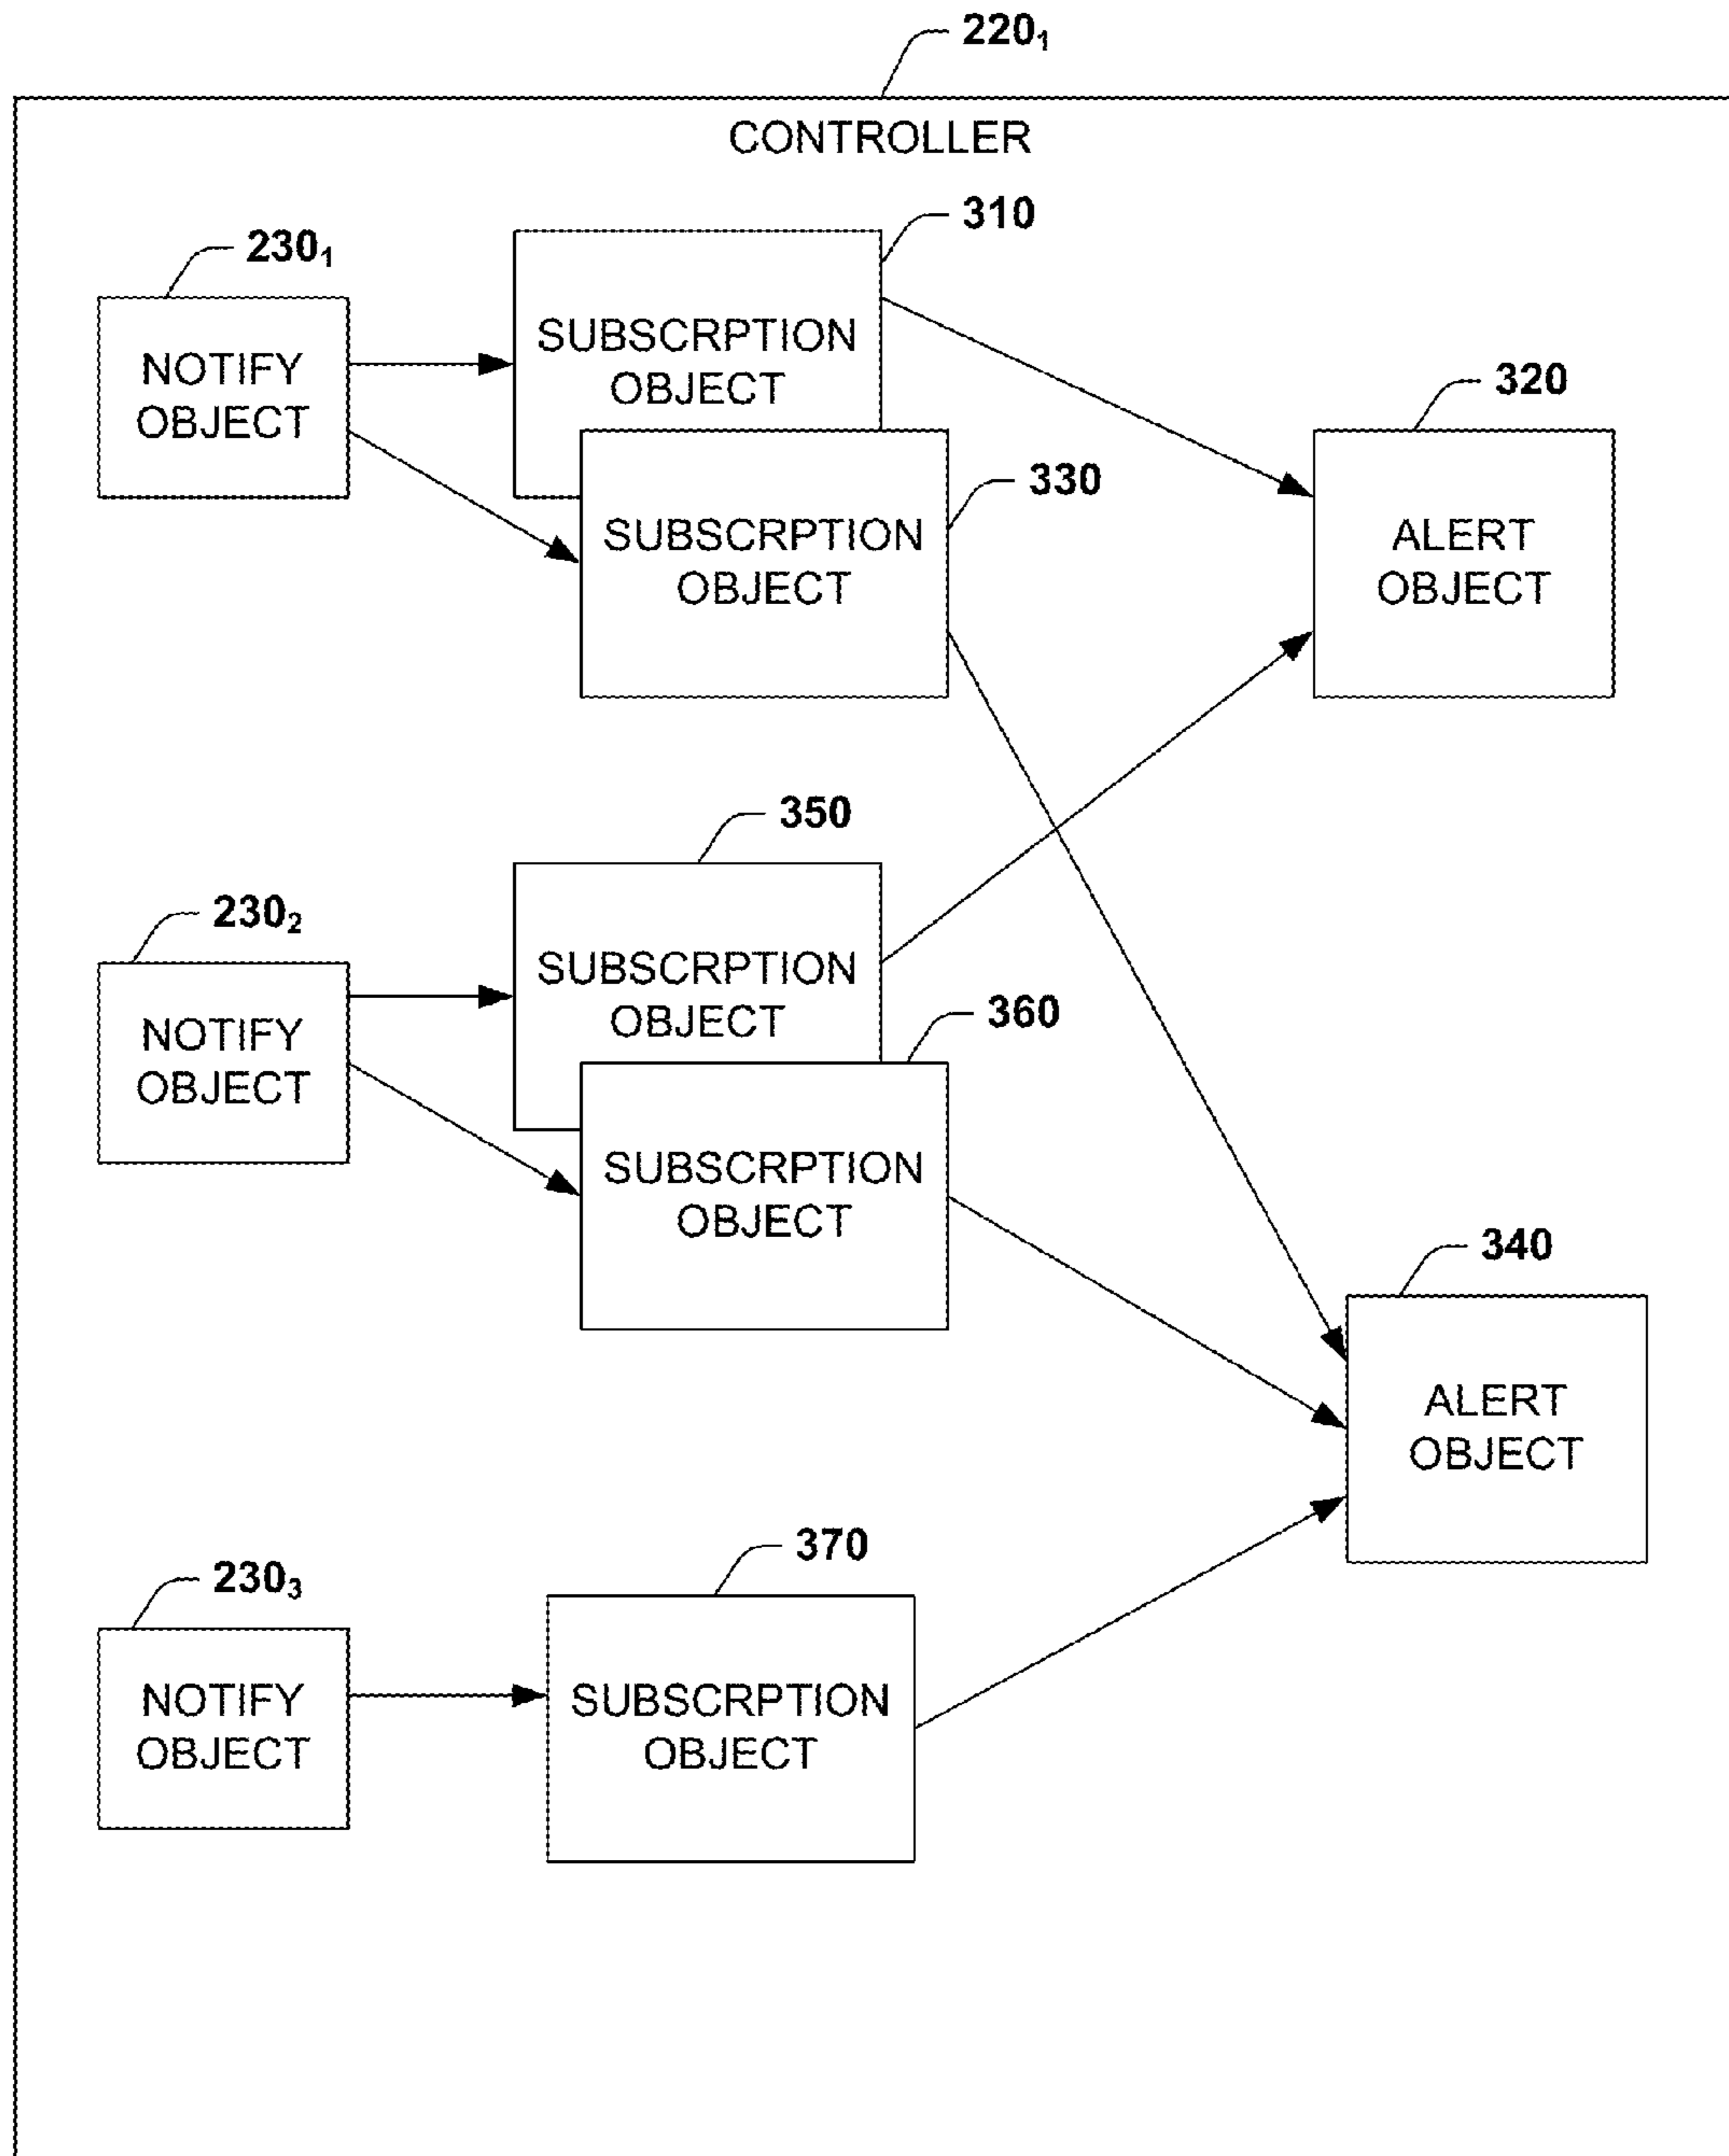 220₁
CONTROLLER
310
230₁
SUBSCRPTION
OBJECT
NOTIFY
OBJECT
320
330
SUBSCRPTION
OBJECT
ALERT
OBJECT
350
230₂
SUBSCRPTION
OBJECT
360
NOTIFY
OBJECT
SUBSCRPTION
OBJECT
340
ALERT
OBJECT
370
230₃
NOTIFY
OBJECT
SUBSCRPTION
OBJECT